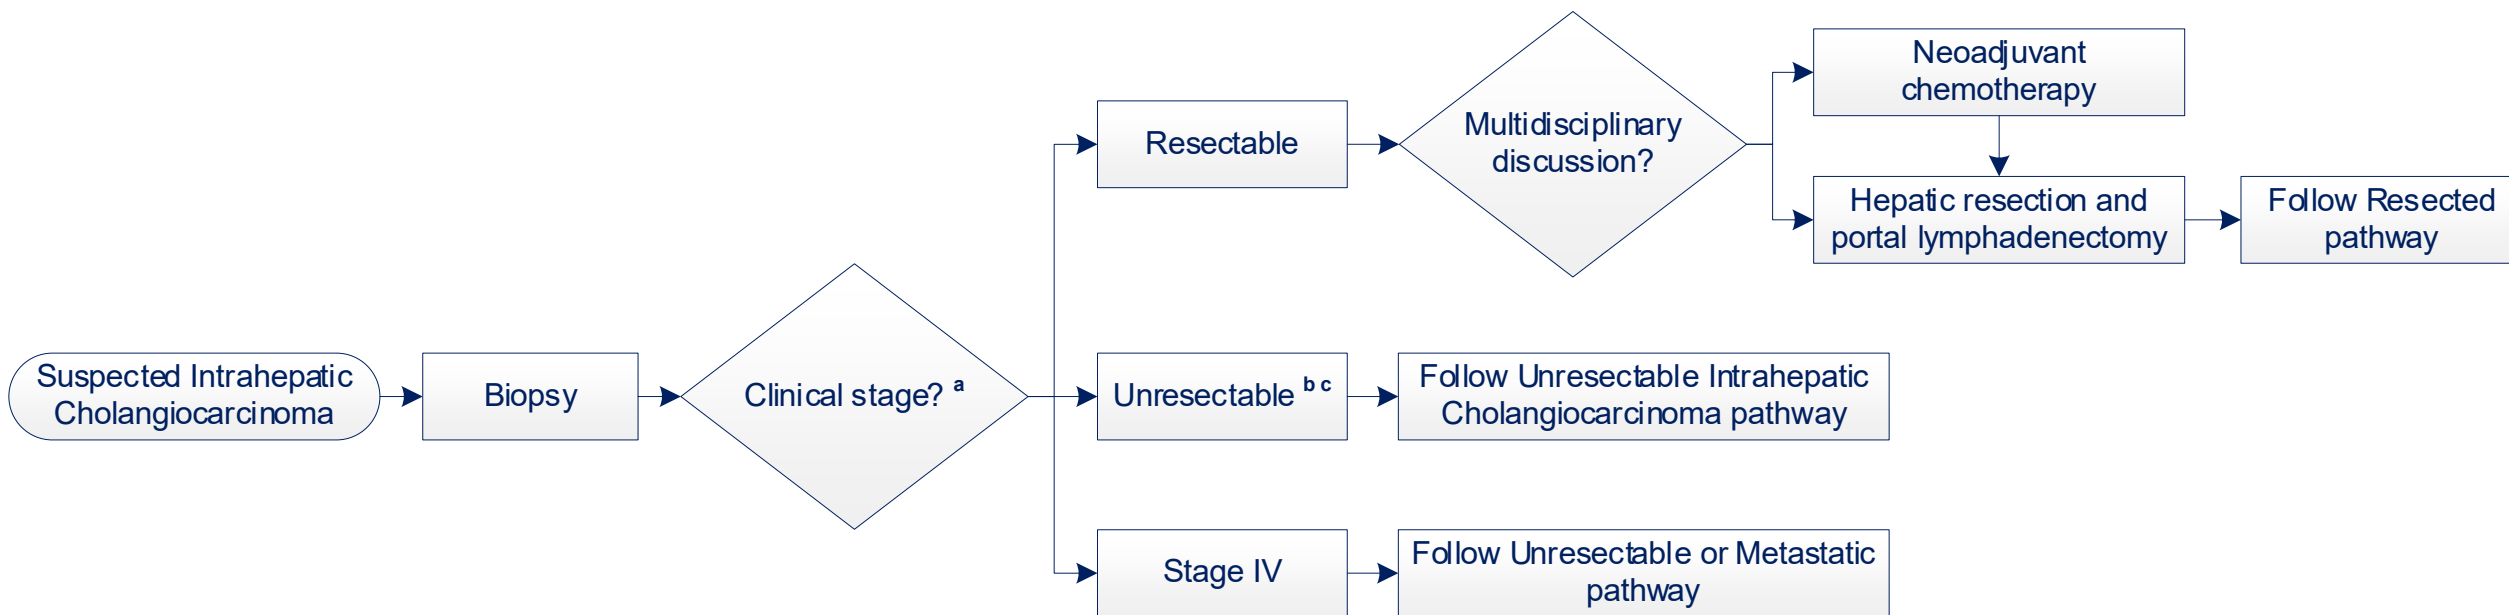 Neoadjuvant
chemotherapy
Multidisciplinary
discussion?
Resectable
Hepatic resection and
portal lymphadenectomy
Follow Resected
pathway
Suspected Intrahepatic
Cholangiocarcinoma
Biopsy
Clinical stage? a
Unresectable b c
Follow Unresectable Intrahepatic
Cholangiocarcinoma pathway
Stage IV
Follow Unresectable or Metastatic
pathway